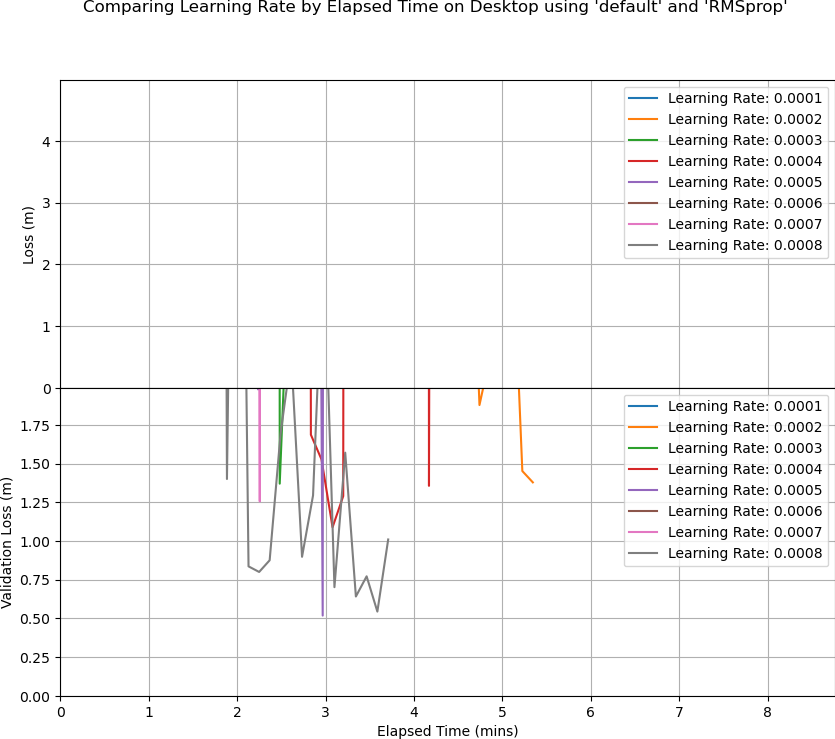 Comparing Learning Rate by Elapsed Time on Desktop using 'default' and 'RMSprop'
Loss (m)
4
3
2
1
0
Learning Rate: 0.0001
Learning Rate: 0.0002
Learning Rate: 0.0003
Learning Rate: 0.0004
Learning Rate: 0.0005
Learning Rate: 0.0006
Learning Rate: 0.0007
Learning Rate: 0.0008
Validation Loss (m)
1.75
1.50
1.25
1.00
0.75
0.50
0.25
0.00
Learning Rate: 0.0001
Learning Rate: 0.0002
Learning Rate: 0.0003
Learning Rate: 0.0004
Learning Rate: 0.0005
Learning Rate: 0.0006
Learning Rate: 0.0007
Learning Rate: 0.0008
0 1 2 3 4 5 6 7 8
Elapsed Time (mins)